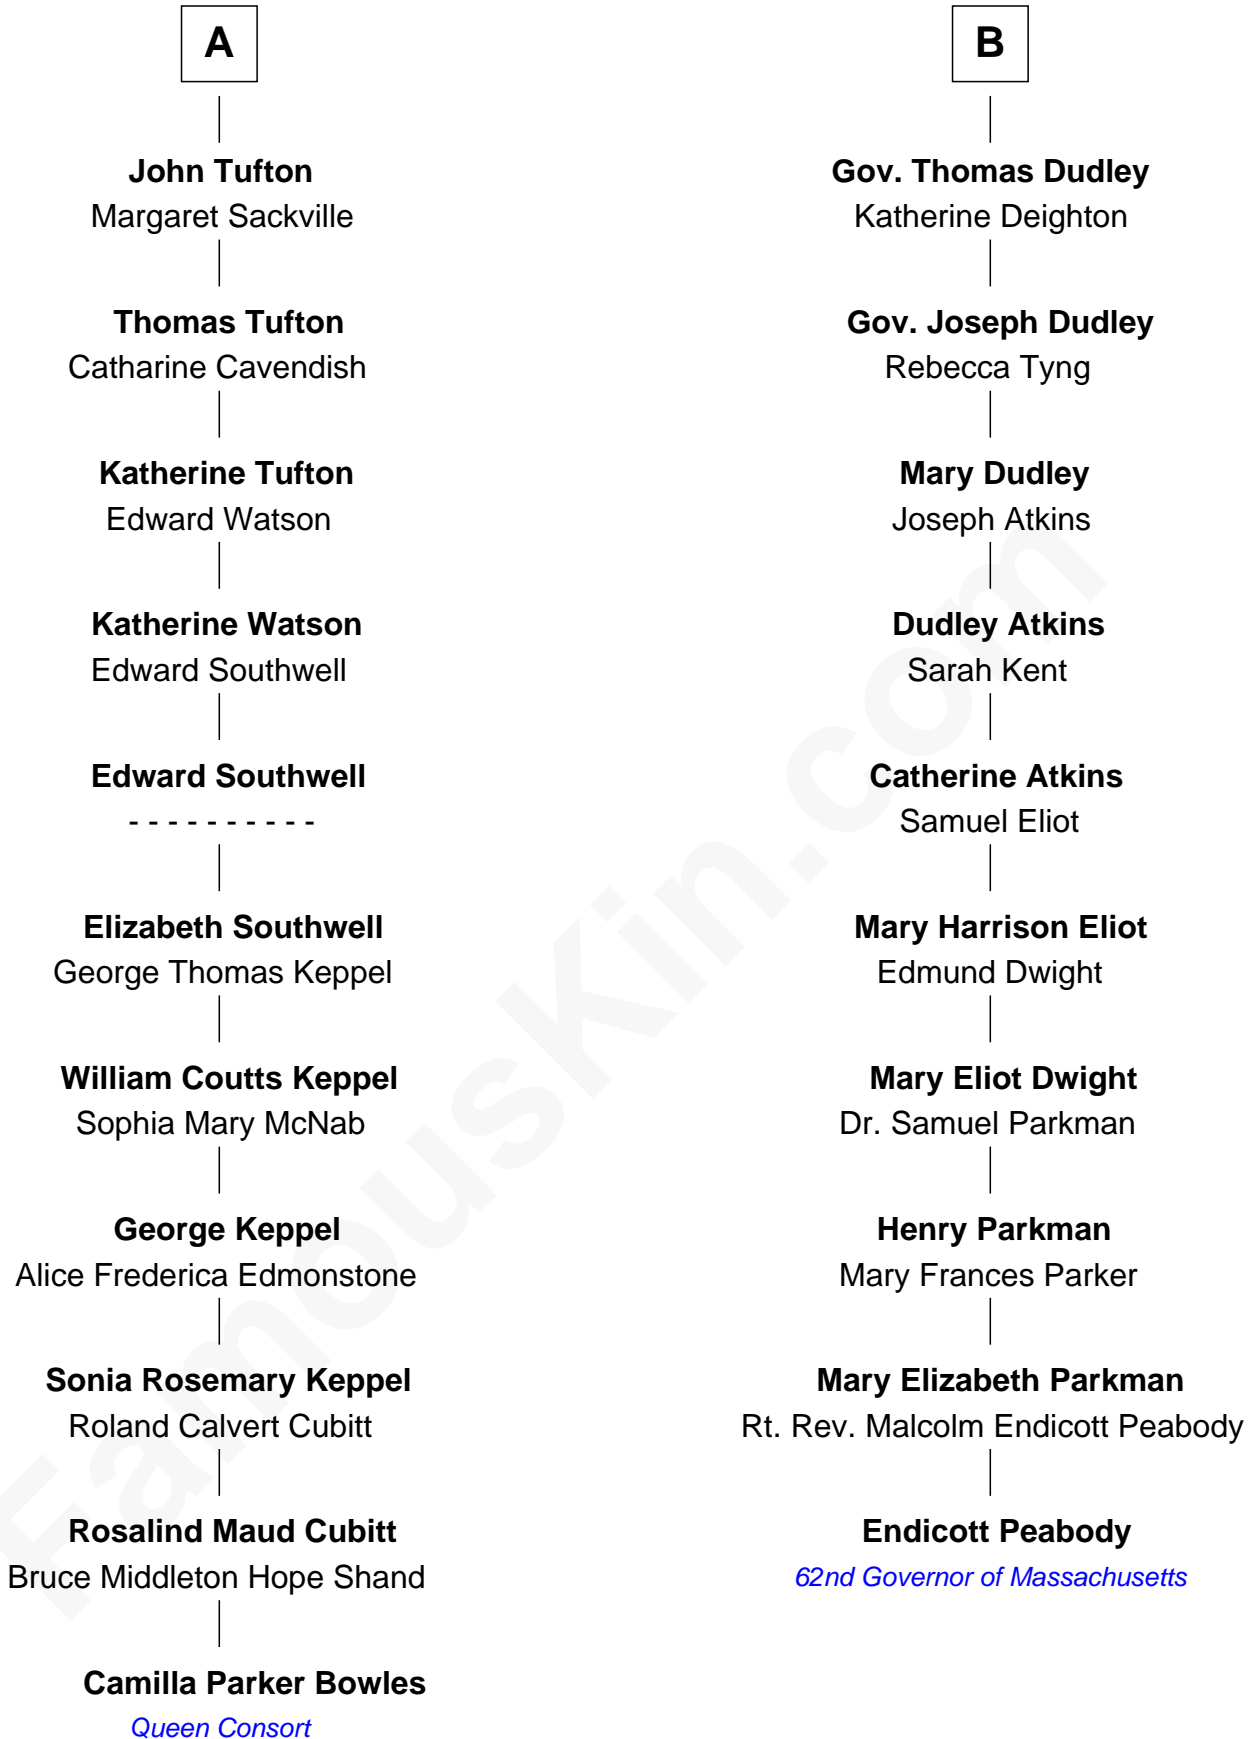 A
John Tufton
Margaret Sackville
Thomas Tufton
Catharine Cavendish
Katherine Tufton
Edward Watson
Katherine Watson
Edward Southwell
Edward Southwell
- - - - - - - - - -
Elizabeth Southwell
George Thomas Keppel
William Coutts Keppel
Sophia Mary McNab
George Keppel
Alice Frederica Edmonstone
Sonia Rosemary Keppel
Roland Calvert Cubitt
Rosalind Maud Cubitt
Bruce Middleton Hope Shand
Camilla Parker Bowles
Queen Consort
B
Gov. Thomas Dudley
Katherine Deighton
Gov. Joseph Dudley
Rebecca Tyng
Mary Dudley
Joseph Atkins
Dudley Atkins
Sarah Kent
Catherine Atkins
Samuel Eliot
Mary Harrison Eliot
Edmund Dwight
Mary Eliot Dwight
Dr. Samuel Parkman
Henry Parkman
Mary Frances Parker
Mary Elizabeth Parkman
Rt. Rev. Malcolm Endicott Peabody
Endicott Peabody
62nd Governor of Massachusetts
FamousKin.com